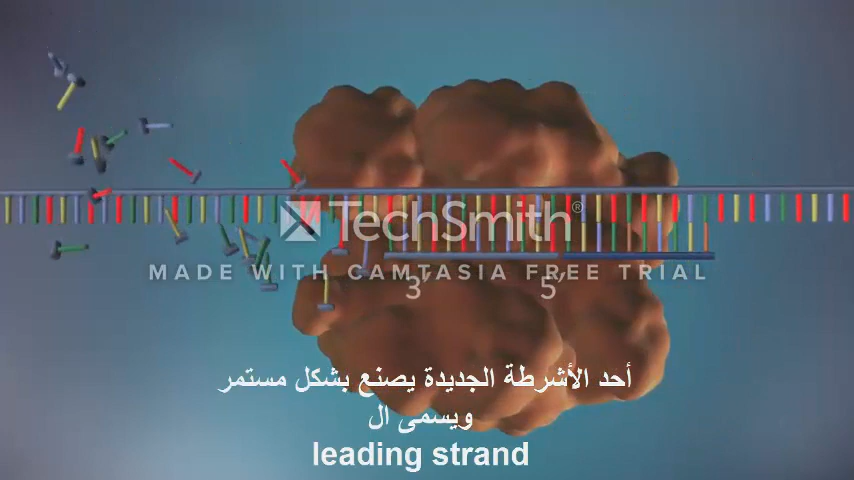 TechSmith®
MADE WITH CAMTASIA FREE TRIAL
3’ 5’
أحد الأشرطة الجديدة يصنع بشكل مستمر
ويسمى ال
leading strand